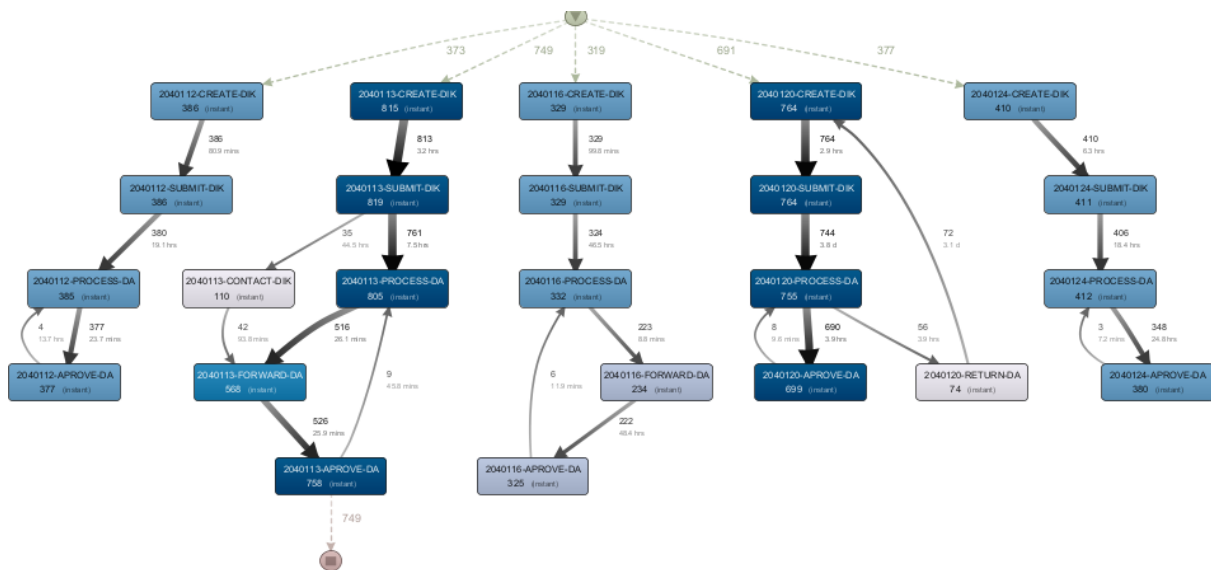 373
749
319
691
377
2040112-CREATE-DIK
386 (instant)
2040113-CREATE-DIK
815 (instant)
2040116-CREATE-DIK
329 (instant)
2040120-CREATE-DIK
764 (instant)
2040124-CREATE-DIK
410 (instant)
386
80.9 mins
813
3.2 hrs
329
99.8 mins
764
2.9 hrs
410
6.3 hrs
2040112-SUBMIT-DIK
386 (instant)
2040113-SUBMIT-DIK
819 (instant)
2040116-SUBMIT-DIK
329 (instant)
2040120-SUBMIT-DIK
764 (instant)
2040124-SUBMIT-DIK
411 (instant)
380
19.1 hrs
35
44.5 hrs
761
7.5 hrs
324
46.5 hrs
744
3.8 d
72
3.1 d
406
18.4 hrs
2040112-PROCESS-DA
385 (instant)
2040113-CONTACT-DIK
110 (instant)
2040113-PROCESS-DA
805 (instant)
2040116-PROCESS-DA
332 (instant)
2040120-PROCESS-DA
755 (instant)
2040124-PROCESS-DA
412 (instant)
4
13.7 hrs
377
23.7 mins
42
93.8 mins
516
26.1 mins
223
8.8 mins
8
9.6 mins
690
3.9 hrs
56
3.9 hrs
3
7.2 mins
348
24.8 hrs
2040112-APROVE-DA
377 (instant)
2040113-FORWARD-DA
568 (instant)
9
45.8 mins
6
11.9 mins
2040116-FORWARD-DA
234 (instant)
2040120-APROVE-DA
699 (instant)
2040120-RETURN-DA
74 (instant)
2040124-APROVE-DA
380 (instant)
526
25.9 mins
222
48.4 hrs
2040113-APROVE-DA
758 (instant)
2040116-APROVE-DA
325 (instant)
749